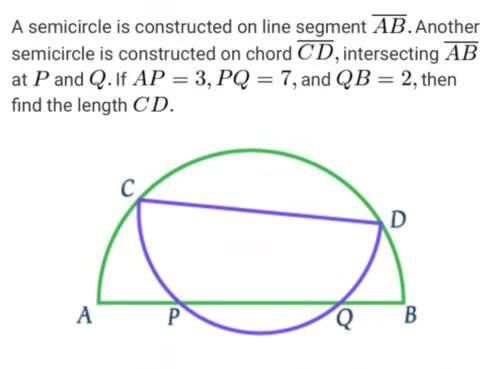 A semicircle is constructed on line segment $\overline{AB}$. Another
semicircle is constructed on chord $\overline{CD}$, intersecting $\overline{AB}$
at $P$ and $Q$. If $AP = 3, PQ = 7,$ and $QB = 2,$ then
find the length $CD$.
C
D
A
P
Q
B